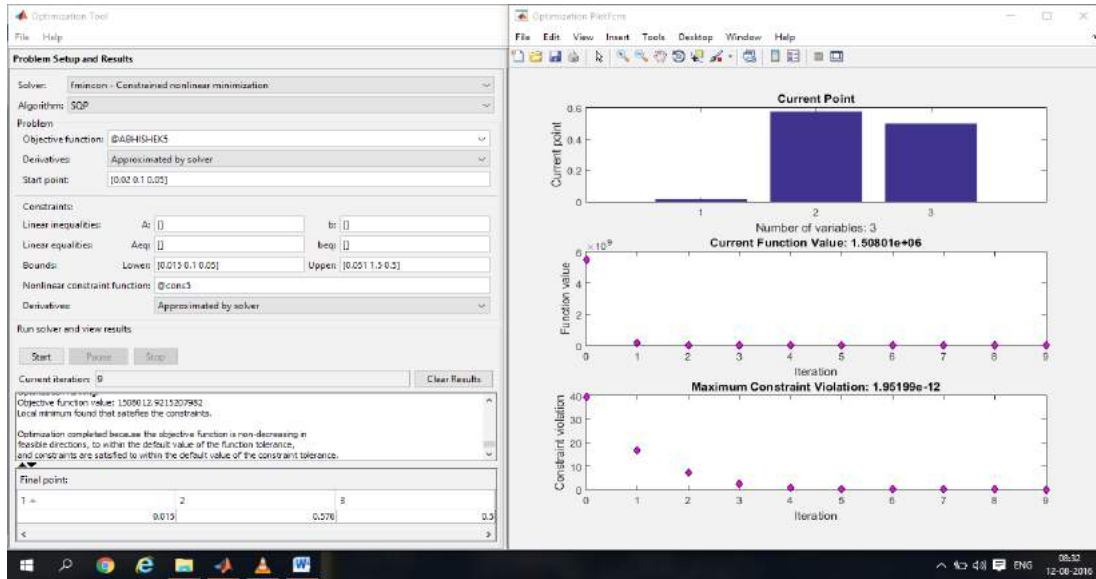 Optimization Tool
File Help
Problem Setup and Results
Solver: fmincon - Constrained nonlinear minimization
Algorithm: SQP
Problem
Objective function: @ABHISHEK5
Derivatives: Approximated by solver
Start point: [0.02 0.1 0.05]
Constraints:
Linear inequalities: A: [] b: []
Linear equalities: Aeq: [] beq: []
Bounds: Lower: [0.015 0.1 0.05] Upper: [0.051 1.5 0.5]
Nonlinear constraint function: @cons5
Derivatives: Approximated by solver
Run solver and view results
Start Pause Stop
Current iteration: 9 Clear Results
Objective function value: 1508012.9215207982
Local minimum found that satisfies the constraints.
Optimization completed because the objective function is non-decreasing in
feasible directions, to within the default value of the function tolerance,
and constraints are satisfied to within the default value of the constraint tolerance.
Final point:
1 2 3
0.015 0.576 0.5
Optimization PlotFcns
File Edit View Insert Tools Desktop Window Help
Current Point
Current point
0.6
0.4
0.2
0
1 2 3
Number of variables: 3
Current Function Value: 1.50801e+06
×10^9
Function value
6
4
2
0
0 1 2 3 4 5 6 7 8 9
Iteration
Maximum Constraint Violation: 1.95199e-12
Constraint violation
40
30
20
10
0
0 1 2 3 4 5 6 7 8 9
Iteration
ENG
08:32
12-08-2016